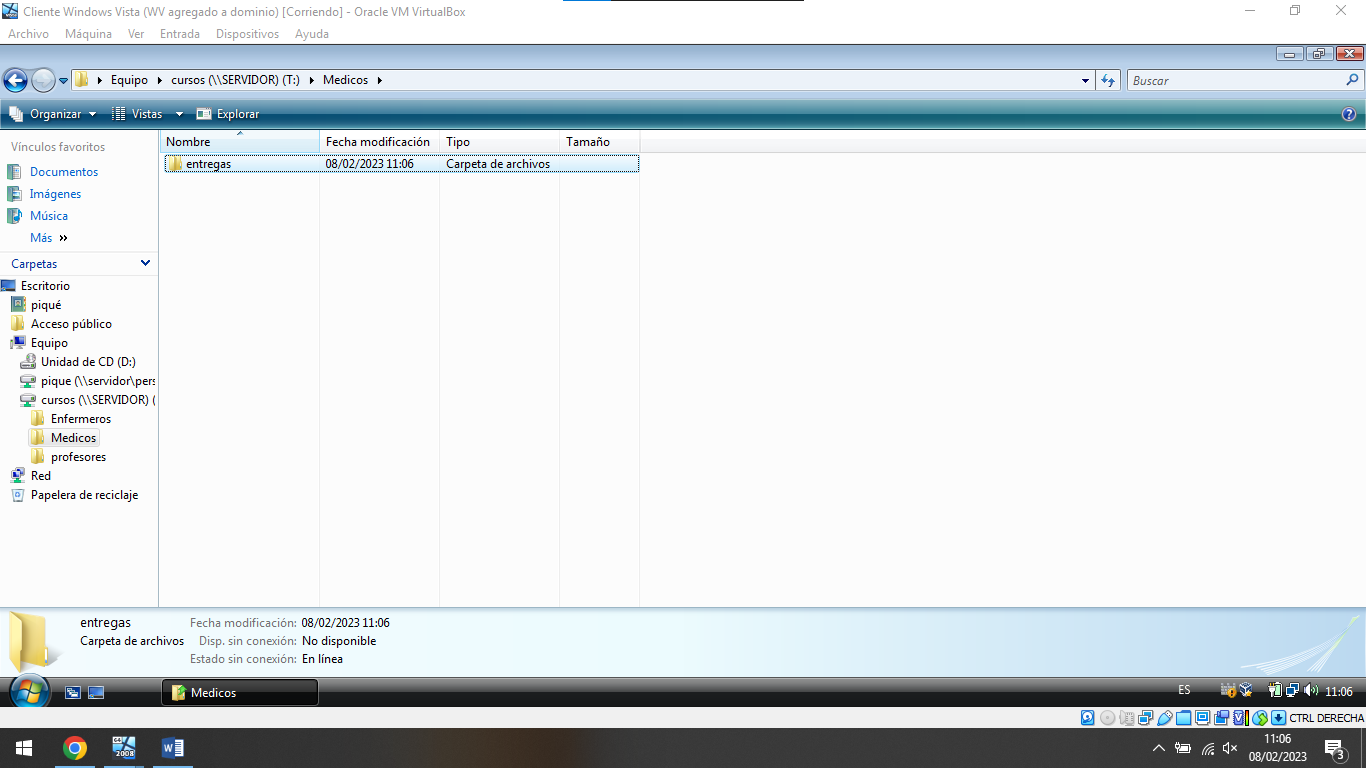 Cliente Windows Vista (WV agregado a dominio) [Corriendo] - Oracle VM VirtualBox
Archivo Máquina Ver Entrada Dispositivos Ayuda
Equipo cursos (\\SERVIDOR) (T:) Medicos
Buscar
Organizar Vistas Explorar
Vínculos favoritos
Documentos
Imágenes
Música
Más »
Carpetas
Escritorio
piqué
Acceso público
Equipo
Unidad de CD (D:)
pique (\\servidor\pers
cursos (\\SERVIDOR) (
Enfermeros
Medicos
profesores
Red
Papelera de reciclaje
Nombre Fecha modificación Tipo Tamaño
entregas 08/02/2023 11:06 Carpeta de archivos
entregas Fecha modificación: 08/02/2023 11:06
Carpeta de archivos Disp. sin conexión: No disponible
Estado sin conexión: En línea
Medicos ES 11:06
CTRL DERECHA
64
2008
W
11:06
08/02/2023
3